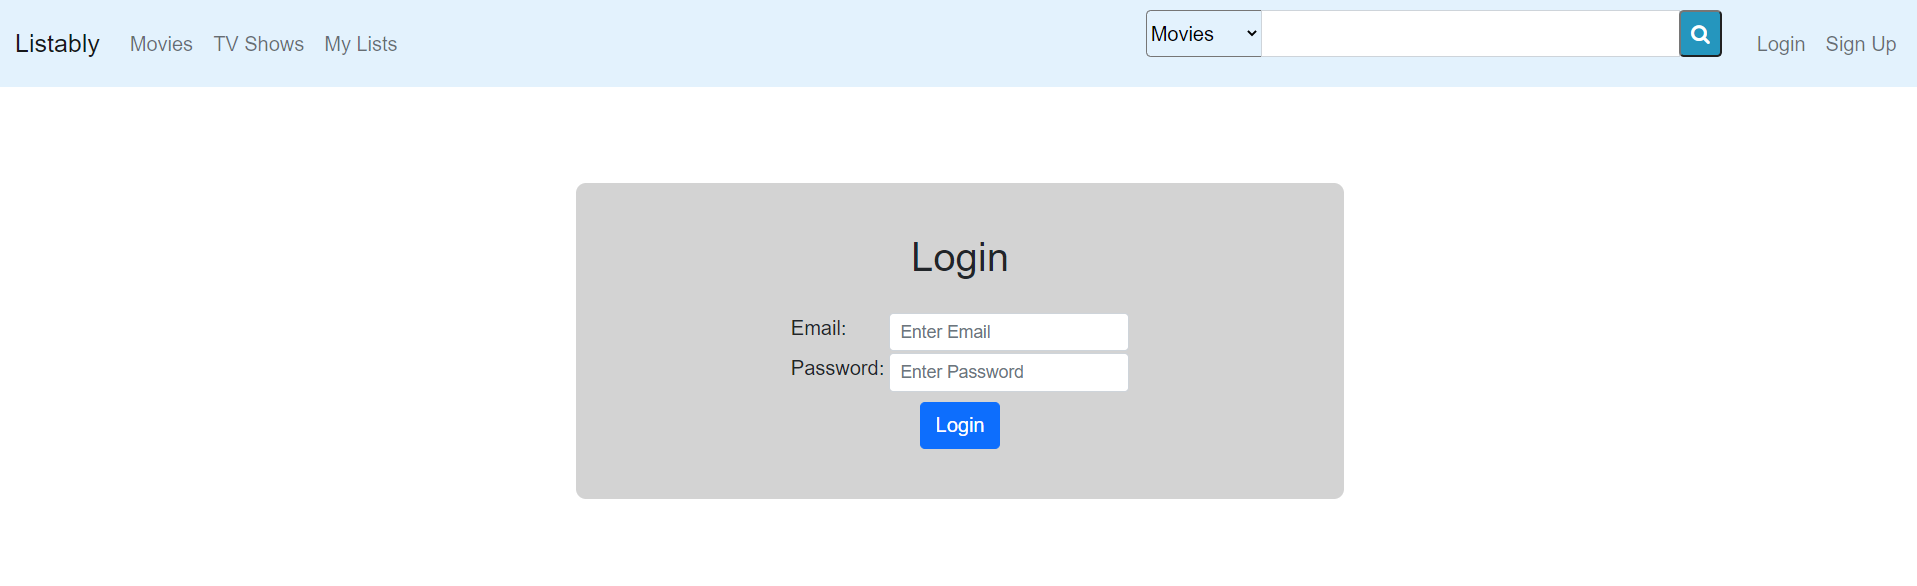 Listably Movies TV Shows My Lists Movies Login Sign Up
Login
Email: Enter Email
Password: Enter Password
Login